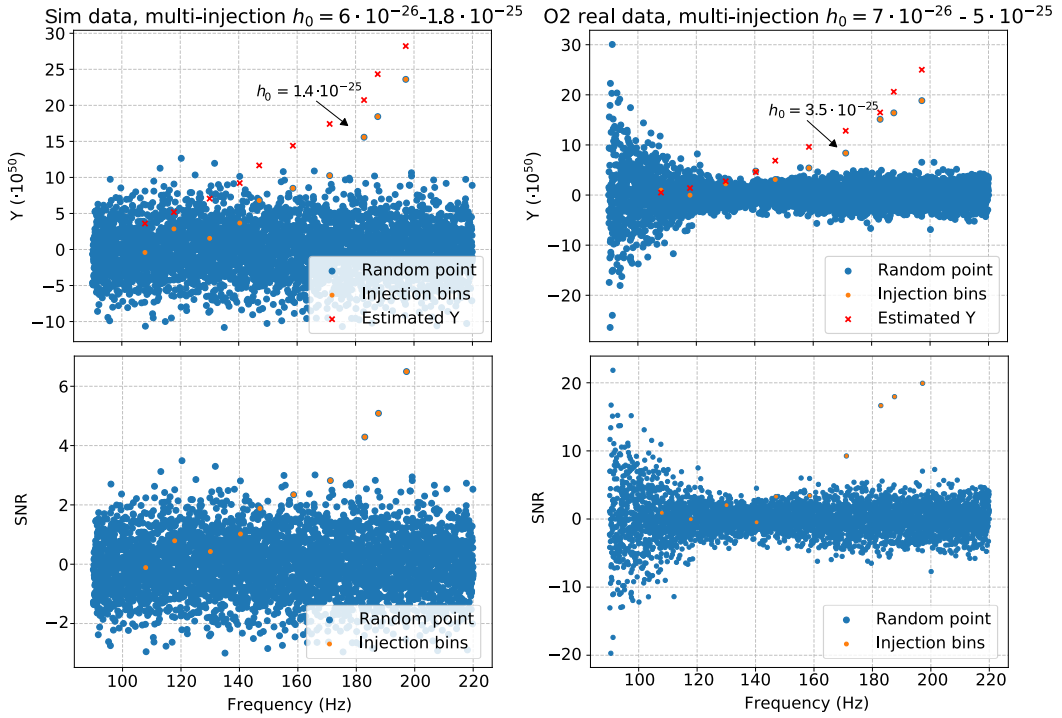 Sim data, multi-injection h₀ = 6 · 10⁻²⁶-1.8 · 10⁻²⁵
O2 real data, multi-injection h₀ = 7 · 10⁻²⁶ - 5 · 10⁻²⁵
30
25
20
15
10
5
0
−5
−10
Y (·10⁵⁰)
h₀ = 1.4 · 10⁻²⁵
Random point
Injection bins
Estimated Y
30
20
10
0
−10
−20
Y (·10⁵⁰)
h₀ = 3.5 · 10⁻²⁵
Random point
Injection bins
Estimated Y
6
4
2
0
−2
SNR
Random point
Injection bins
100 120 140 160 180 200 220
Frequency (Hz)
20
10
0
−10
−20
SNR
Random point
Injection bins
100 120 140 160 180 200 220
Frequency (Hz)